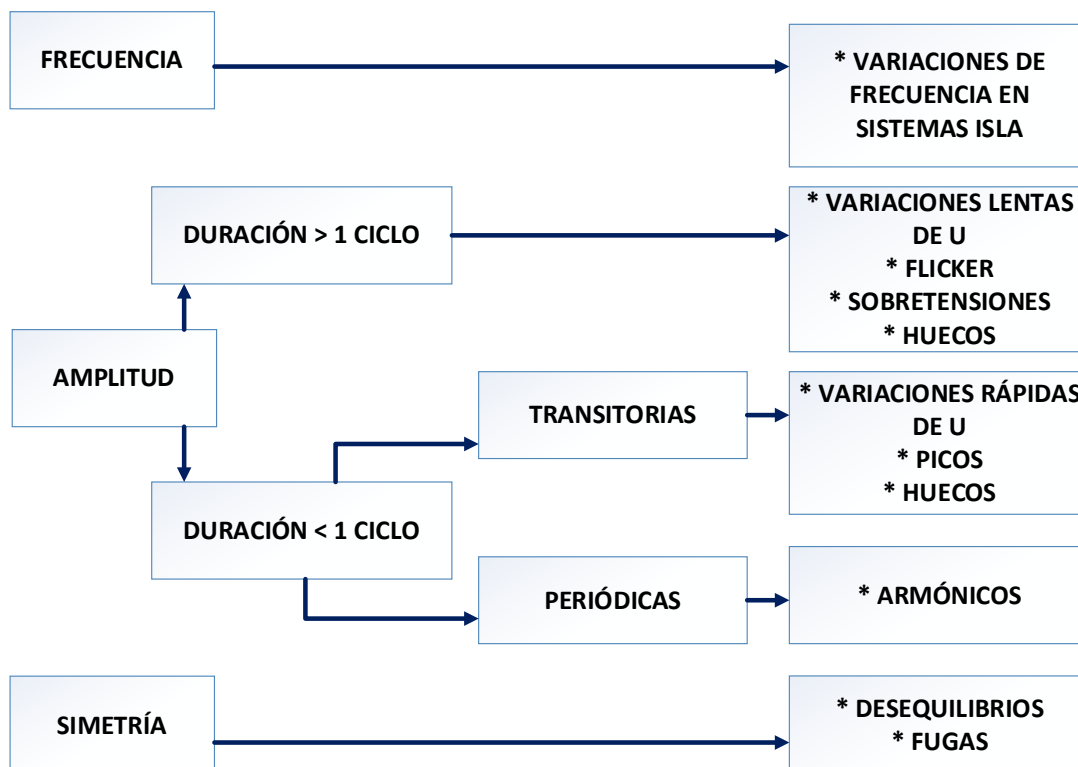 FRECUENCIA
* VARIACIONES DE
FRECUENCIA EN
SISTEMAS ISLA
DURACIÓN > 1 CICLO
* VARIACIONES LENTAS
DE U
* FLICKER
* SOBRETENSIONES
* HUECOS
AMPLITUD
TRANSITORIAS
* VARIACIONES RÁPIDAS
DE U
* PICOS
* HUECOS
DURACIÓN < 1 CICLO
PERIÓDICAS
* ARMÓNICOS
SIMETRÍA
* DESEQUILIBRIOS
* FUGAS